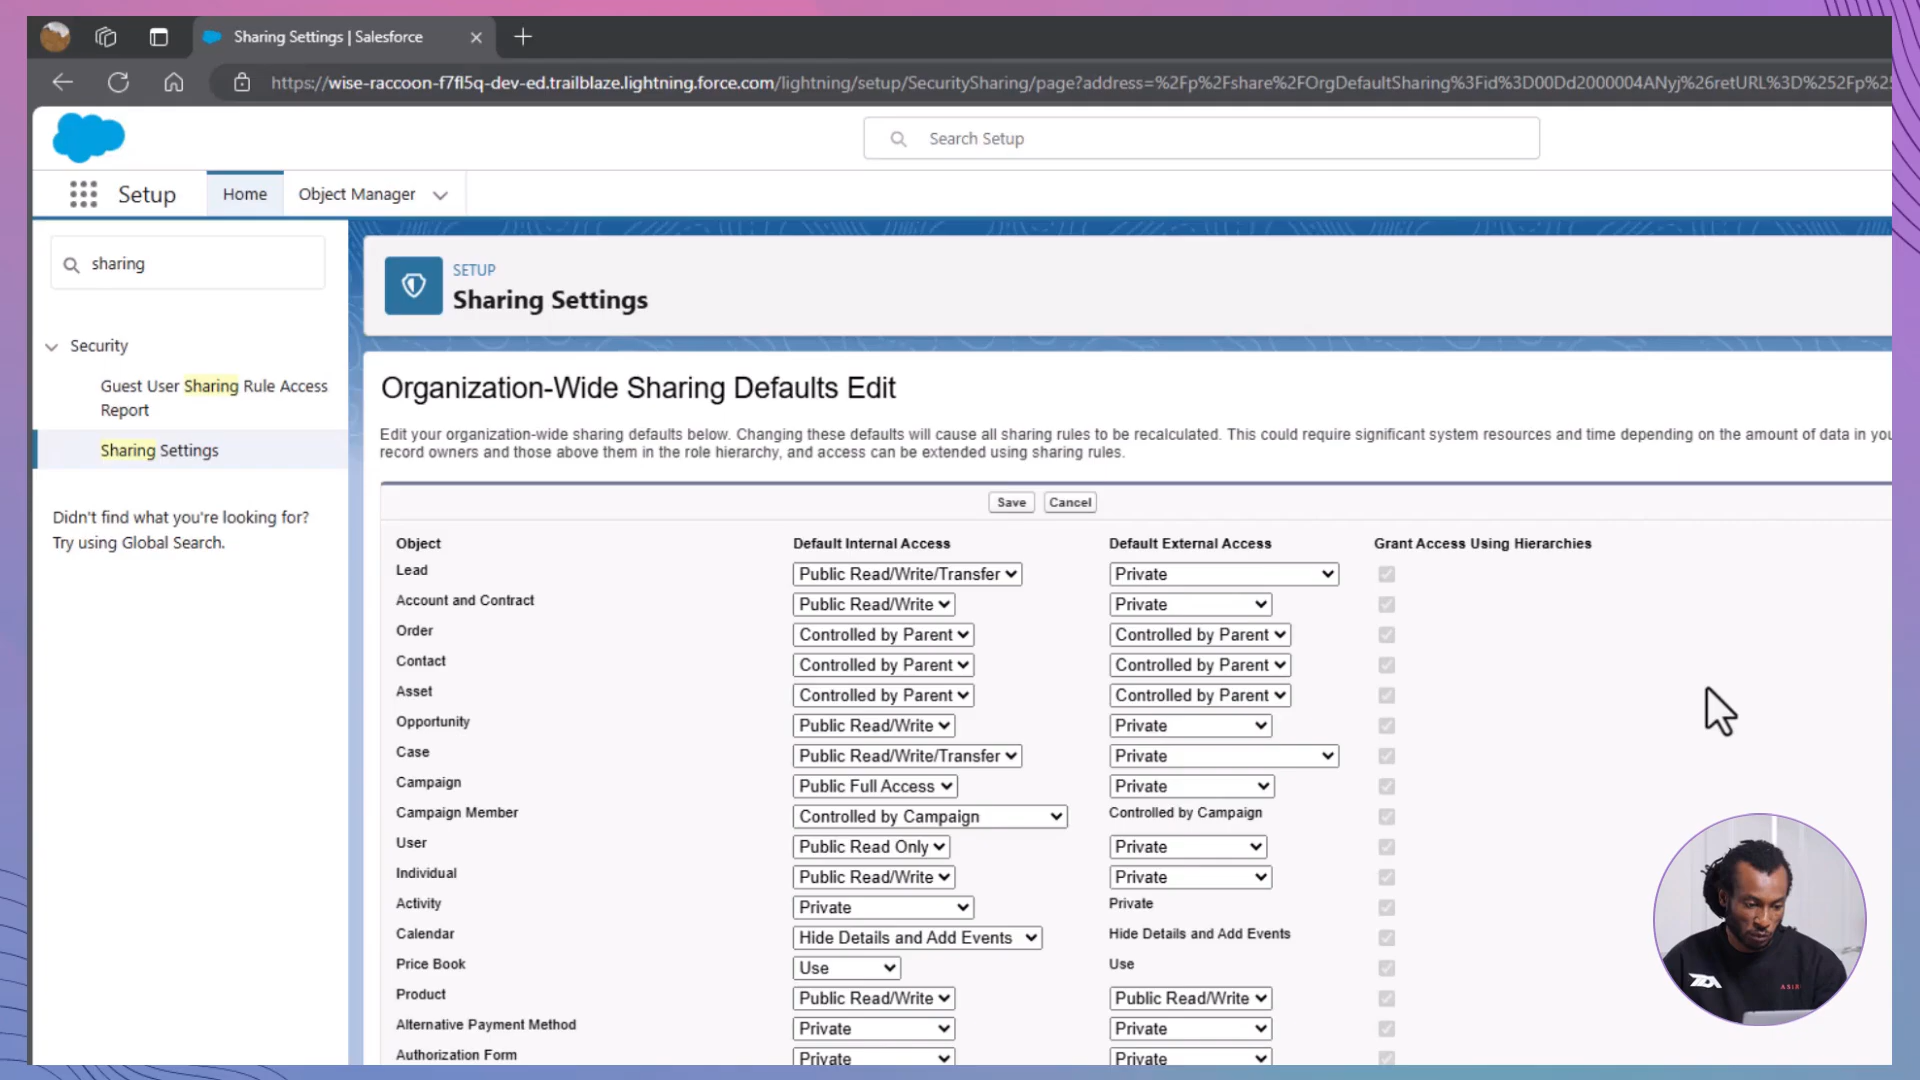 Sharing Settings | Salesforce
https://wise-raccoon-f7fl5q-dev-ed.trailblaze.lightning.force.com/lightning/setup/SecuritySharing/page?address=%2Fp%2Fshare%2FOrgDefaultSharing%3Fid%3D00Dd2000004ANyj%26retURL%3D%252Fp%25
Search Setup
Setup
Home
Object Manager
sharing
Security
Guest User Sharing Rule Access
Report
Sharing Settings
Didn't find what you're looking for?
Try using Global Search.
SETUP
Sharing Settings
Organization-Wide Sharing Defaults Edit
Edit your organization-wide sharing defaults below. Changing these defaults will cause all sharing rules to be recalculated. This could require significant system resources and time depending on the amount of data in you
record owners and those above them in the role hierarchy, and access can be extended using sharing rules.
Save Cancel
Object Default Internal Access Default External Access Grant Access Using Hierarchies
Lead Public Read/Write/Transfer Private
Account and Contract Public Read/Write Private
Order Controlled by Parent Controlled by Parent
Contact Controlled by Parent Controlled by Parent
Asset Controlled by Parent Controlled by Parent
Opportunity Public Read/Write Private
Case Public Read/Write/Transfer Private
Campaign Public Full Access Private
Campaign Member Controlled by Campaign Controlled by Campaign
User Public Read Only Private
Individual Public Read/Write Private
Activity Private Private
Calendar Hide Details and Add Events Hide Details and Add Events
Price Book Use Use
Product Public Read/Write Public Read/Write
Alternative Payment Method Private Private
Authorization Form Private Private